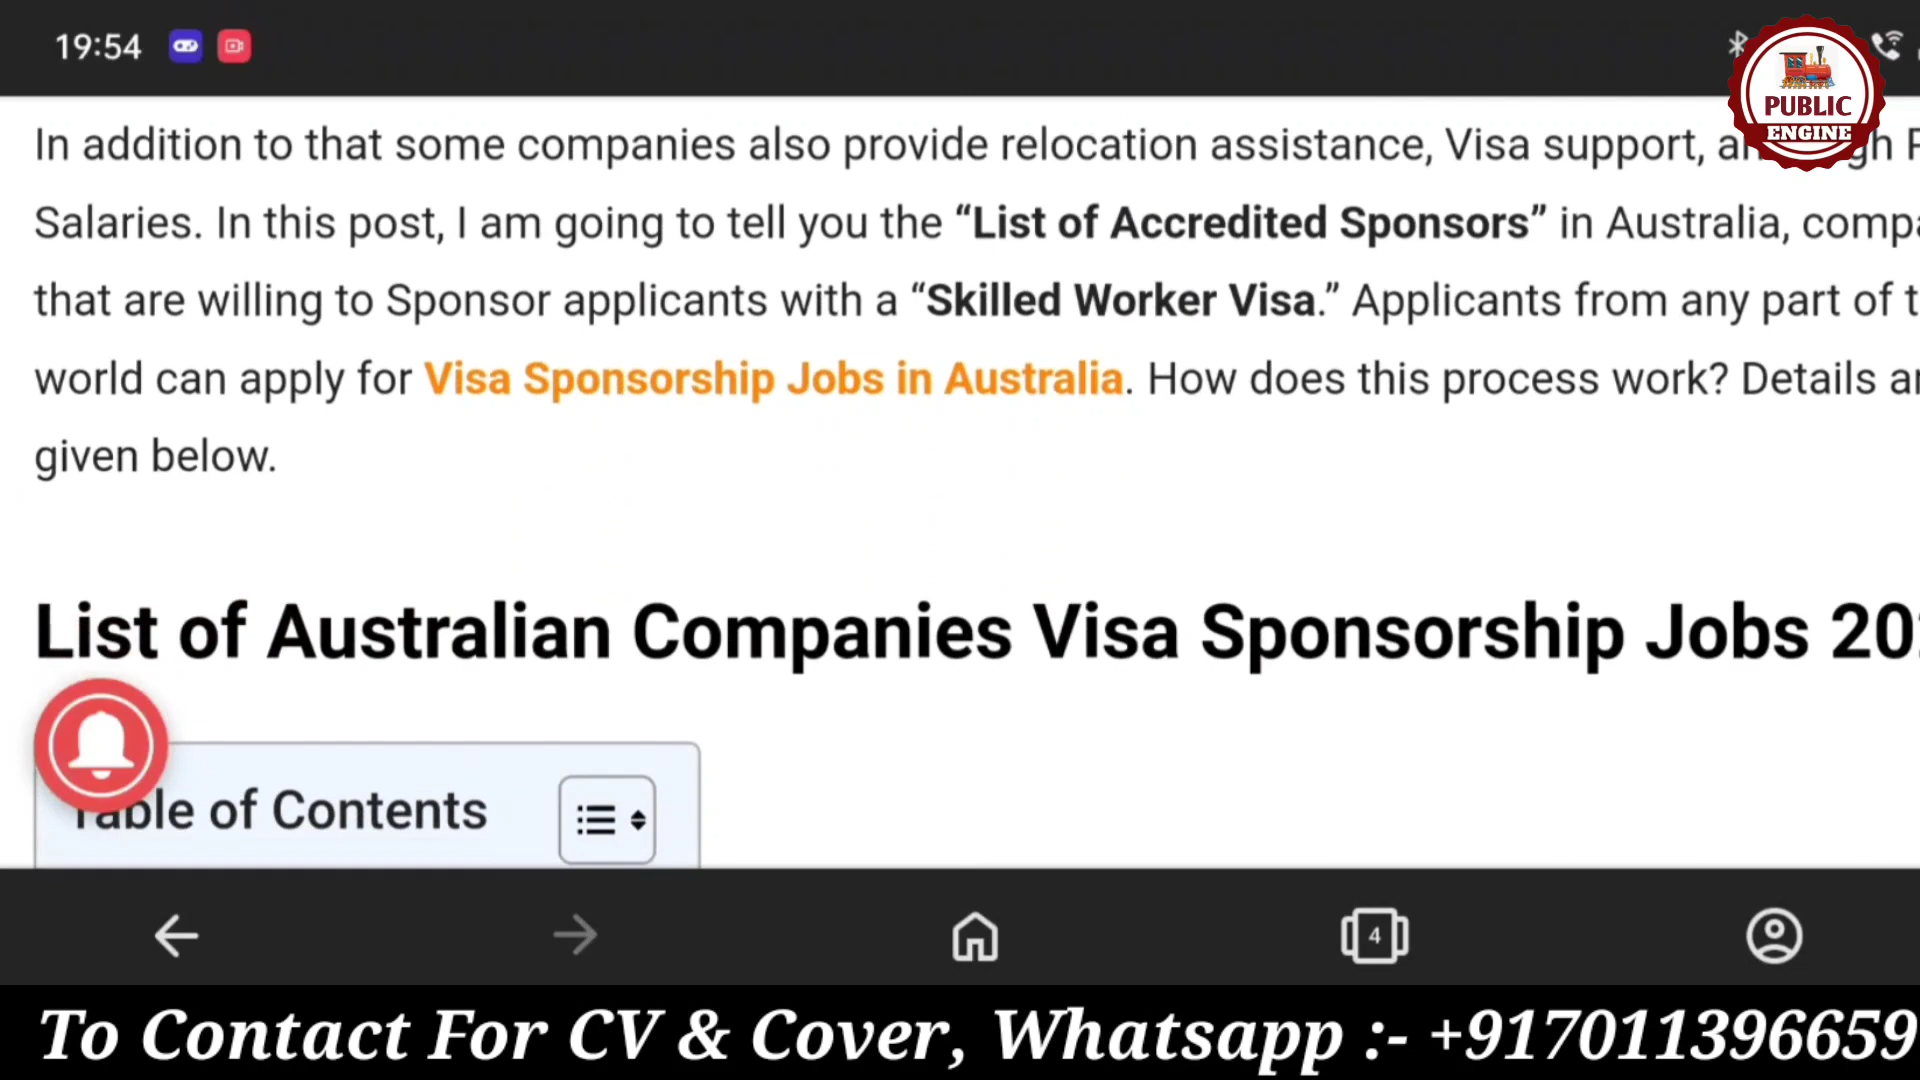 19:54
PUBLIC
ENGINE
In addition to that some companies also provide relocation assistance, Visa support,
Salaries. In this post, I am going to tell you the “List of Accredited Sponsors” in Australia,
that are willing to Sponsor applicants with a “Skilled Worker Visa.” Applicants from any part of
world can apply for Visa Sponsorship Jobs in Australia. How does this process work? Details
given below.
List of Australian Companies Visa Sponsorship Jobs
Table of Contents
4
To Contact For CV & Cover, Whatsapp :- +917011396659